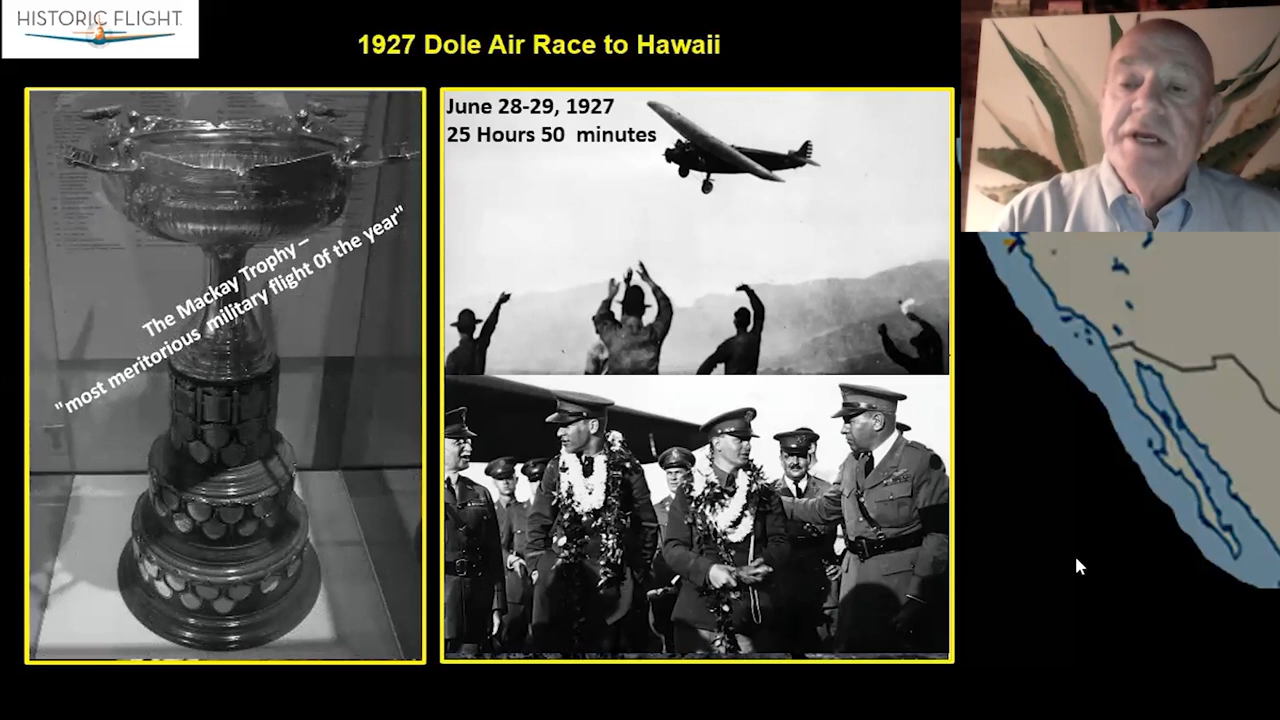 HISTORIC FLIGHT
1927 Dole Air Race to Hawaii
The Mackay Trophy –
"most meritorious military flight 0f the year"
June 28-29, 1927
25 Hours 50 minutes